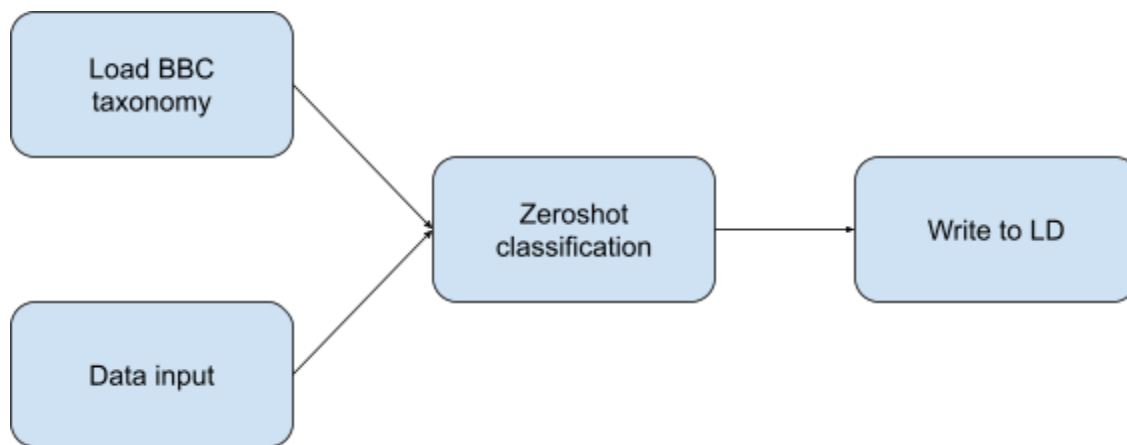 Load BBC
taxonomy
Zeroshot
classification
Write to LD
Data input